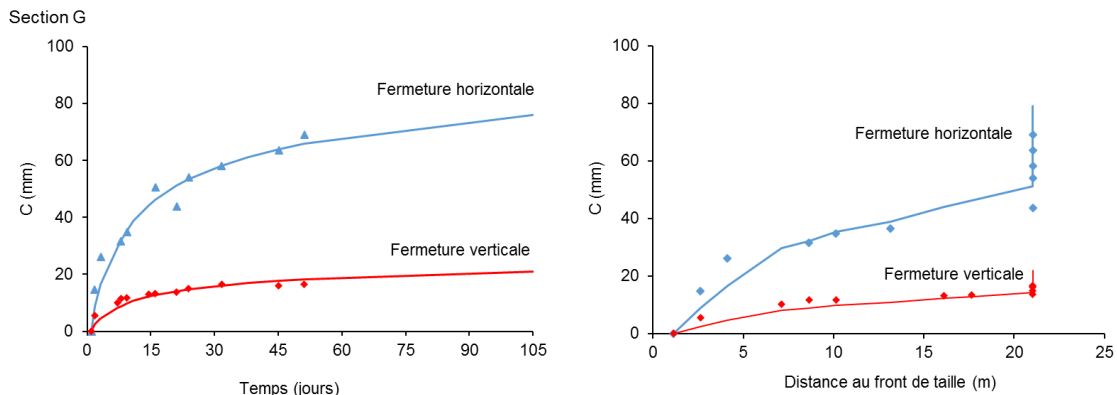 Section G
100
80
60
40
20
0
C (mm)
Fermeture horizontale
Fermeture verticale
0 15 30 45 60 75 90 105
Temps (jours)
100
80
60
40
20
0
C (mm)
Fermeture horizontale
Fermeture verticale
0 5 10 15 20 25
Distance au front de taille (m)